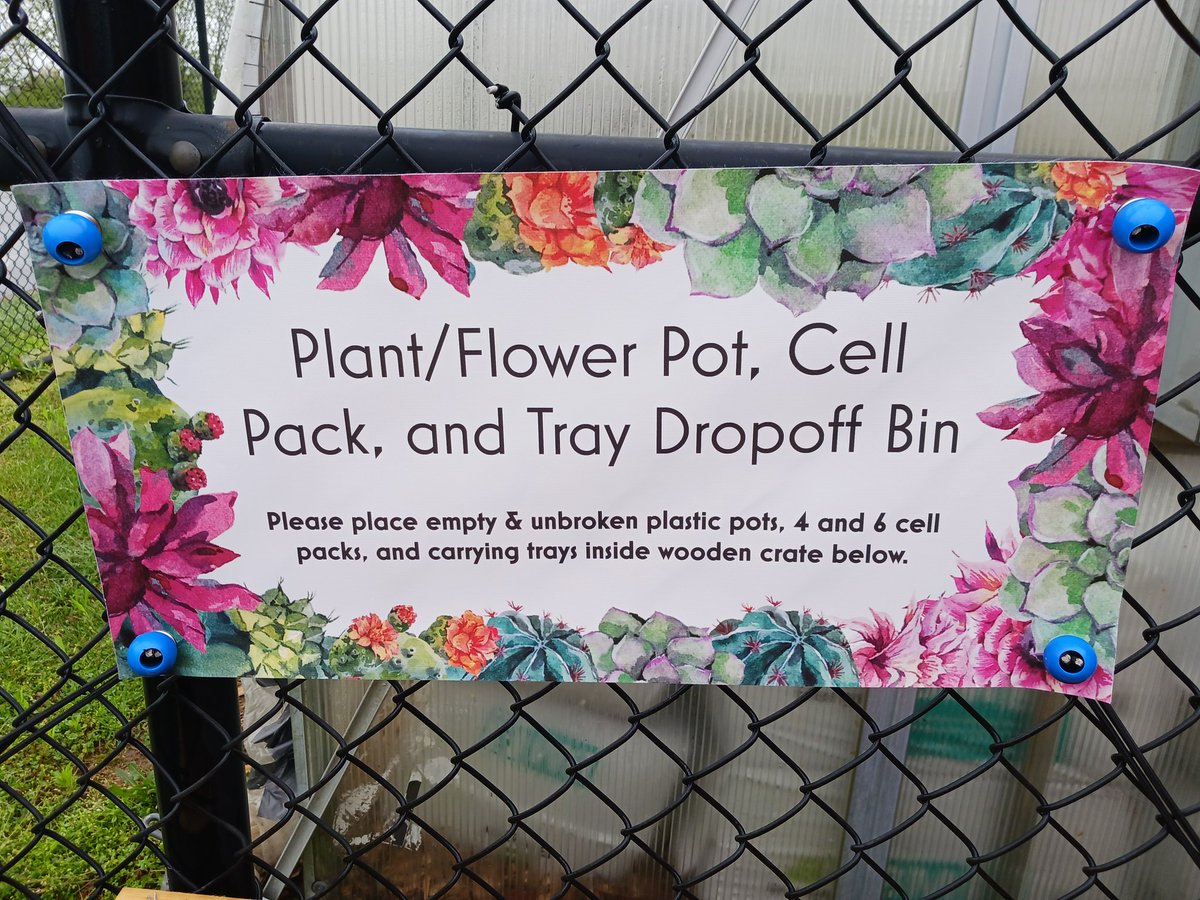 Plant/Flower Pot, Cell
Pack, and Tray Dropoff Bin
Please place empty & unbroken plastic pots, 4 and 6 cell
packs, and carrying trays inside wooden crate below.